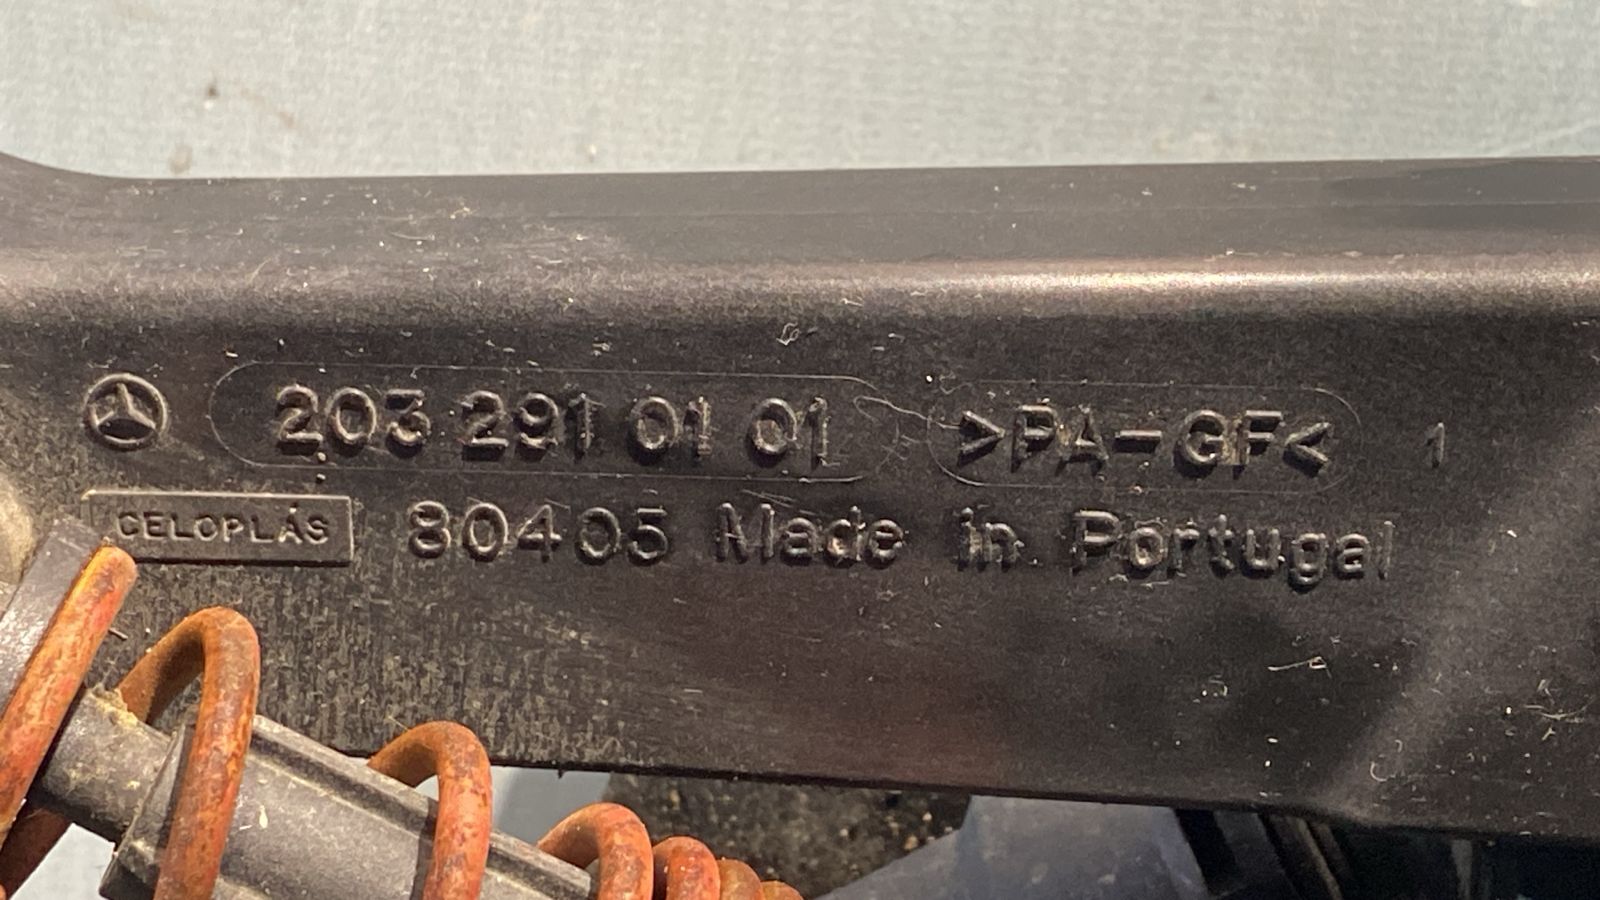 203 291 01 01 >PA-GF< 1
CELOPLÁS 80405 Made in Portugal